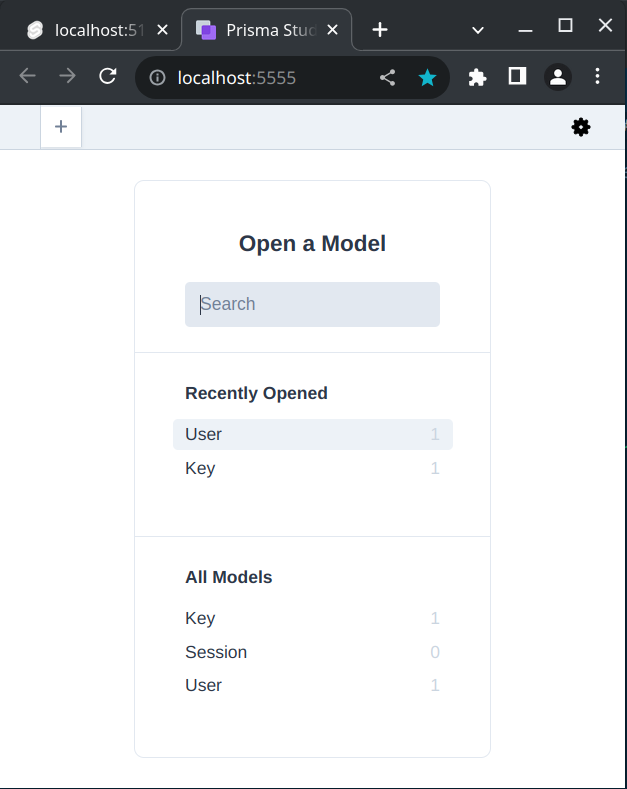 localhost:51
Prisma Stud
localhost:5555
Open a Model
Search
Recently Opened
User 1
Key 1
All Models
Key 1
Session 0
User 1